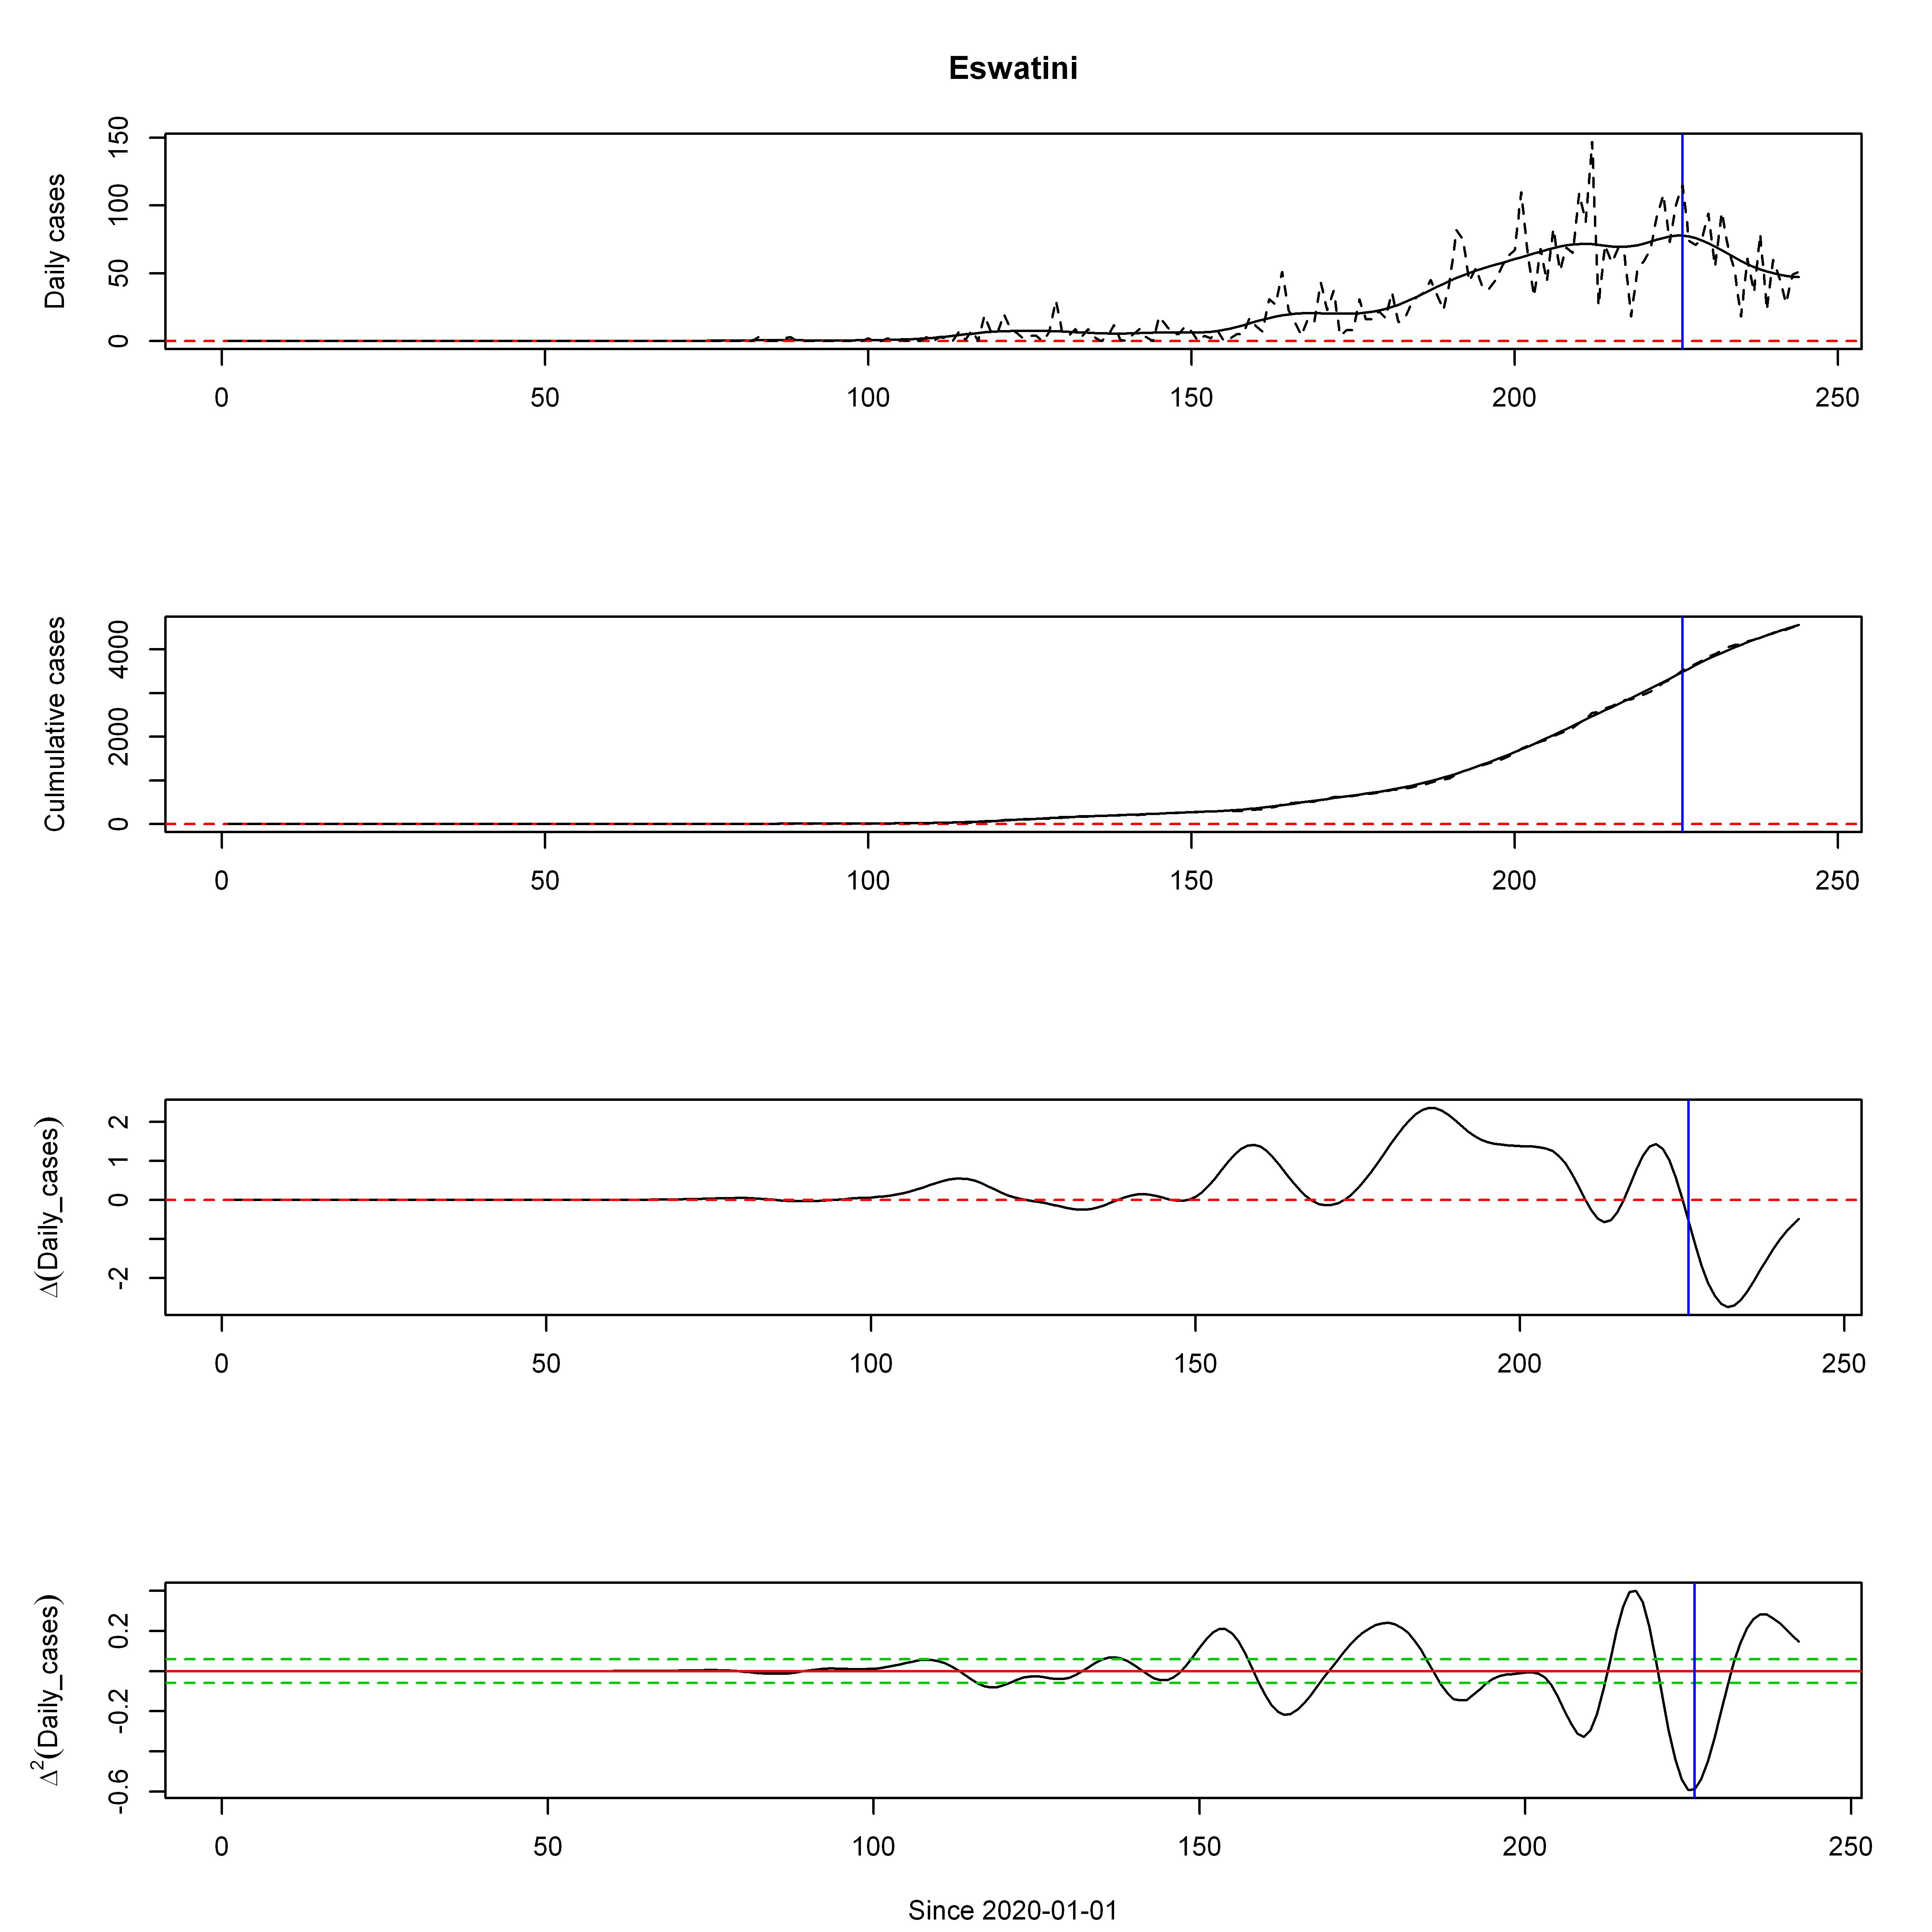 Eswatini
Daily cases
150
100
50
0
0 50 100 150 200 250
Culmulative cases
4000
2000
0
0 50 100 150 200 250
Δ(Daily_cases)
2
1
0
-2
0 50 100 150 200 250
Δ²(Daily_cases)
0.2
-0.2
-0.6
0 50 100 150 200 250
Since 2020-01-01